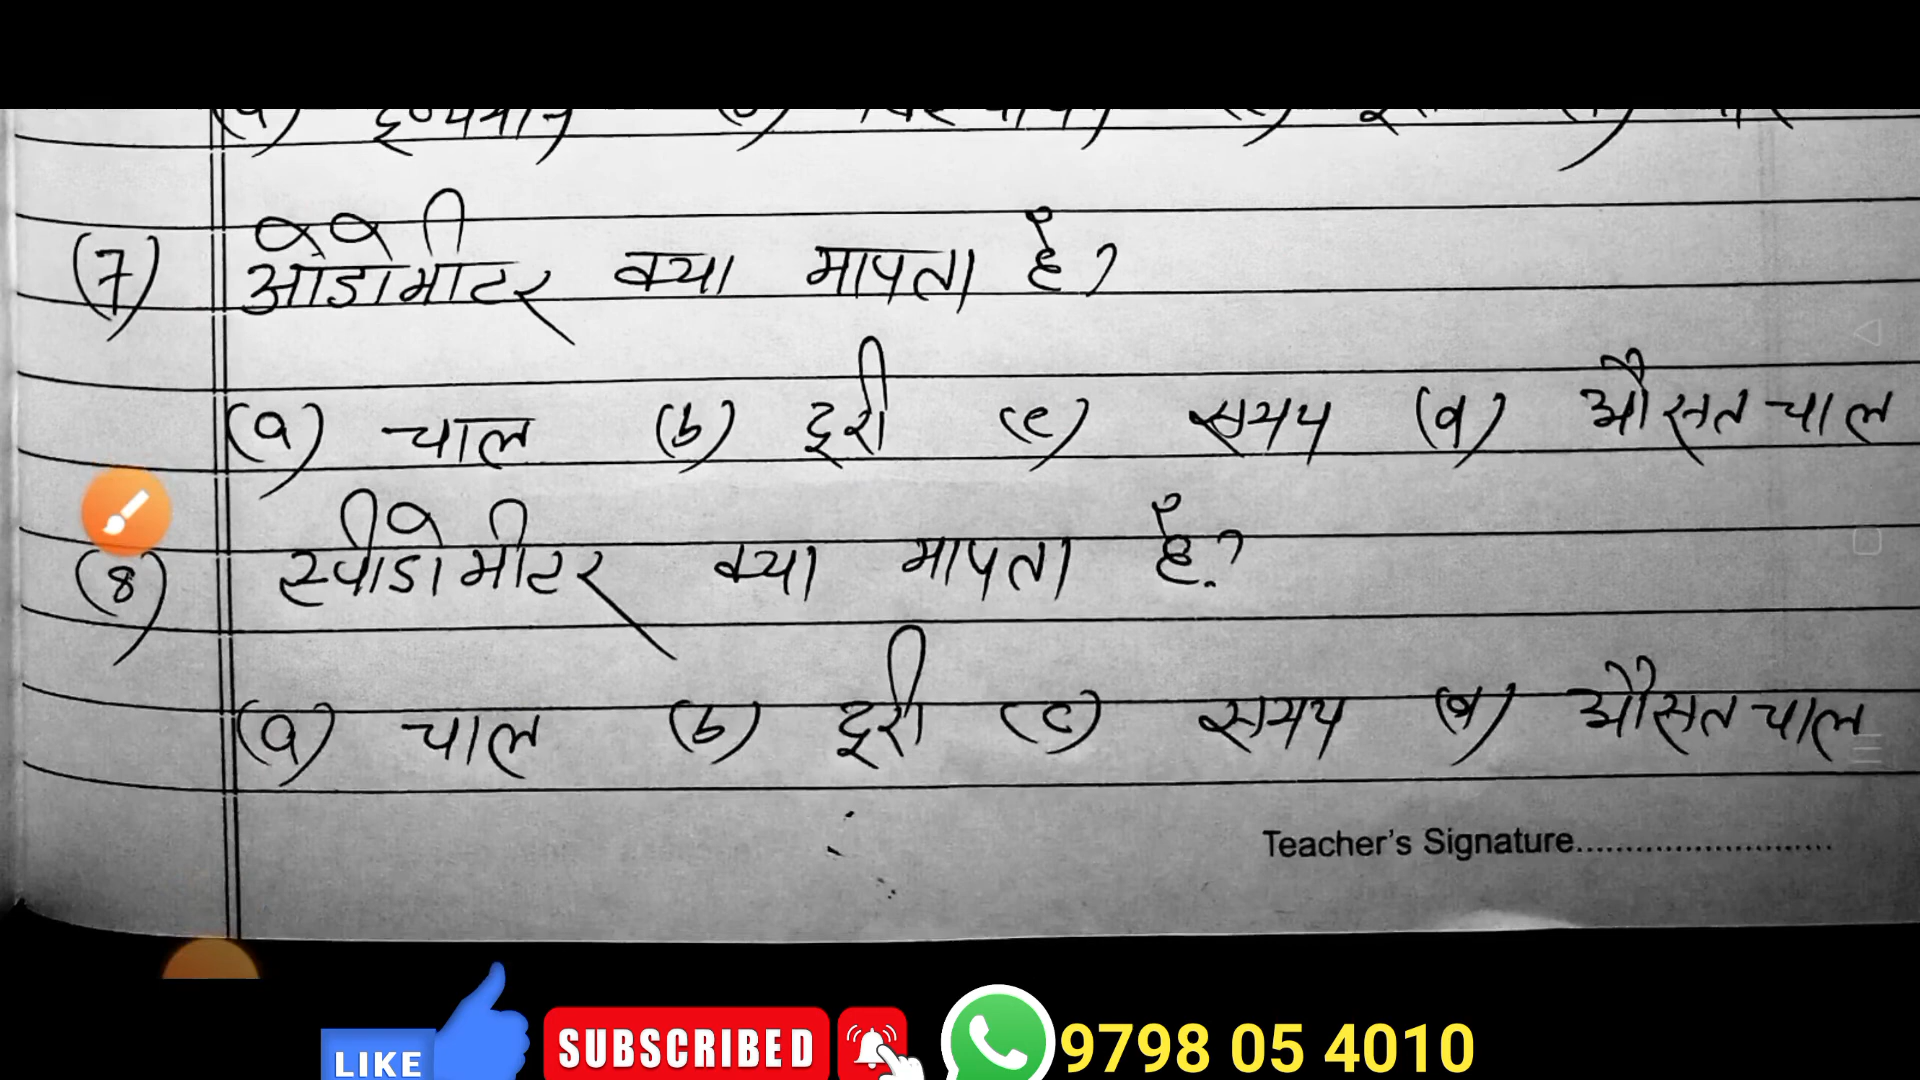 (7) ओडोमीटर क्या मापता है?
(a) चाल (b) दूरी (c) समय (d) औसत चाल
(8) स्पीडोमीटर क्या मापता है?
(a) चाल (b) दूरी (c) समय (d) औसत चाल
Teacher's Signature..........................
LIKE SUBSCRIBED 9798 05 4010